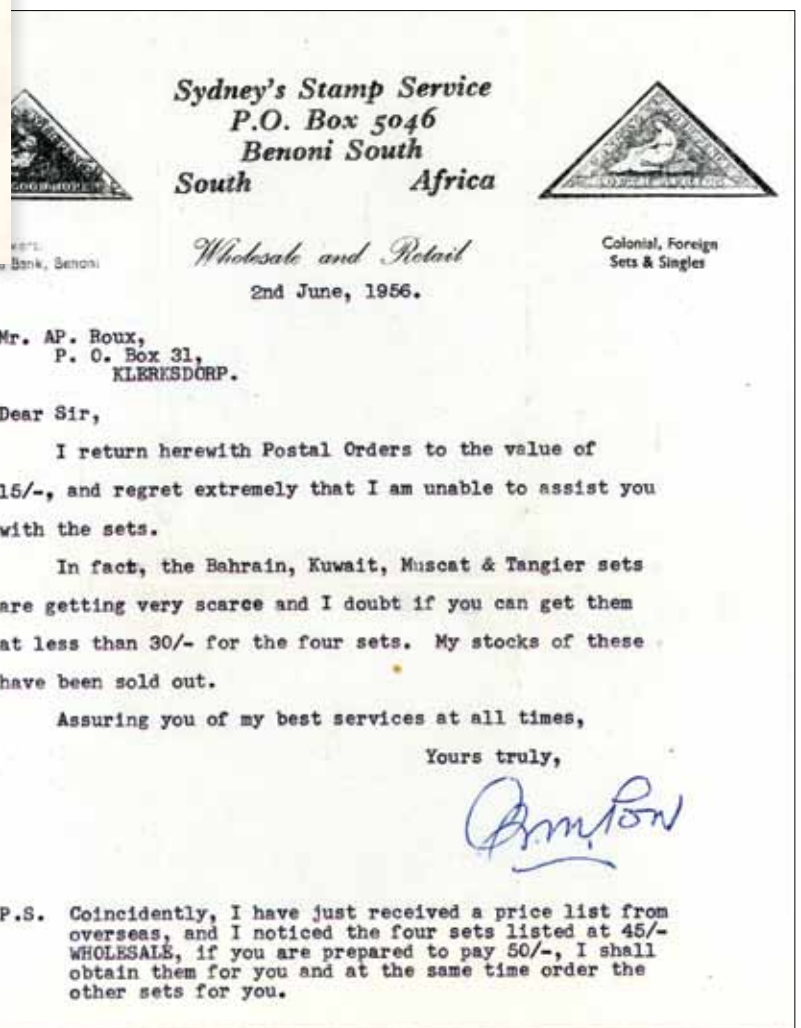 Sydney's Stamp Service
P.O. Box 5046
Benoni South
South Africa
GOOD HOPE
Bank, Benoni
Wholesale and Retail
Colonial, Foreign
Sets & Singles
2nd June, 1956.
Mr. AP. Roux,
P. O. Box 31,
KLERKSDORP.
Dear Sir,
I return herewith Postal Orders to the value of
15/-, and regret extremely that I am unable to assist you
with the sets.
In fact, the Bahrain, Kuwait, Muscat & Tangier sets
are getting very scarce and I doubt if you can get them
at less than 30/- for the four sets. My stocks of these
have been sold out.
Assuring you of my best services at all times,
Yours truly,
P.S. Coincidently, I have just received a price list from
overseas, and I noticed the four sets listed at 45/-
WHOLESALE, if you are prepared to pay 50/-, I shall
obtain them for you and at the same time order the
other sets for you.